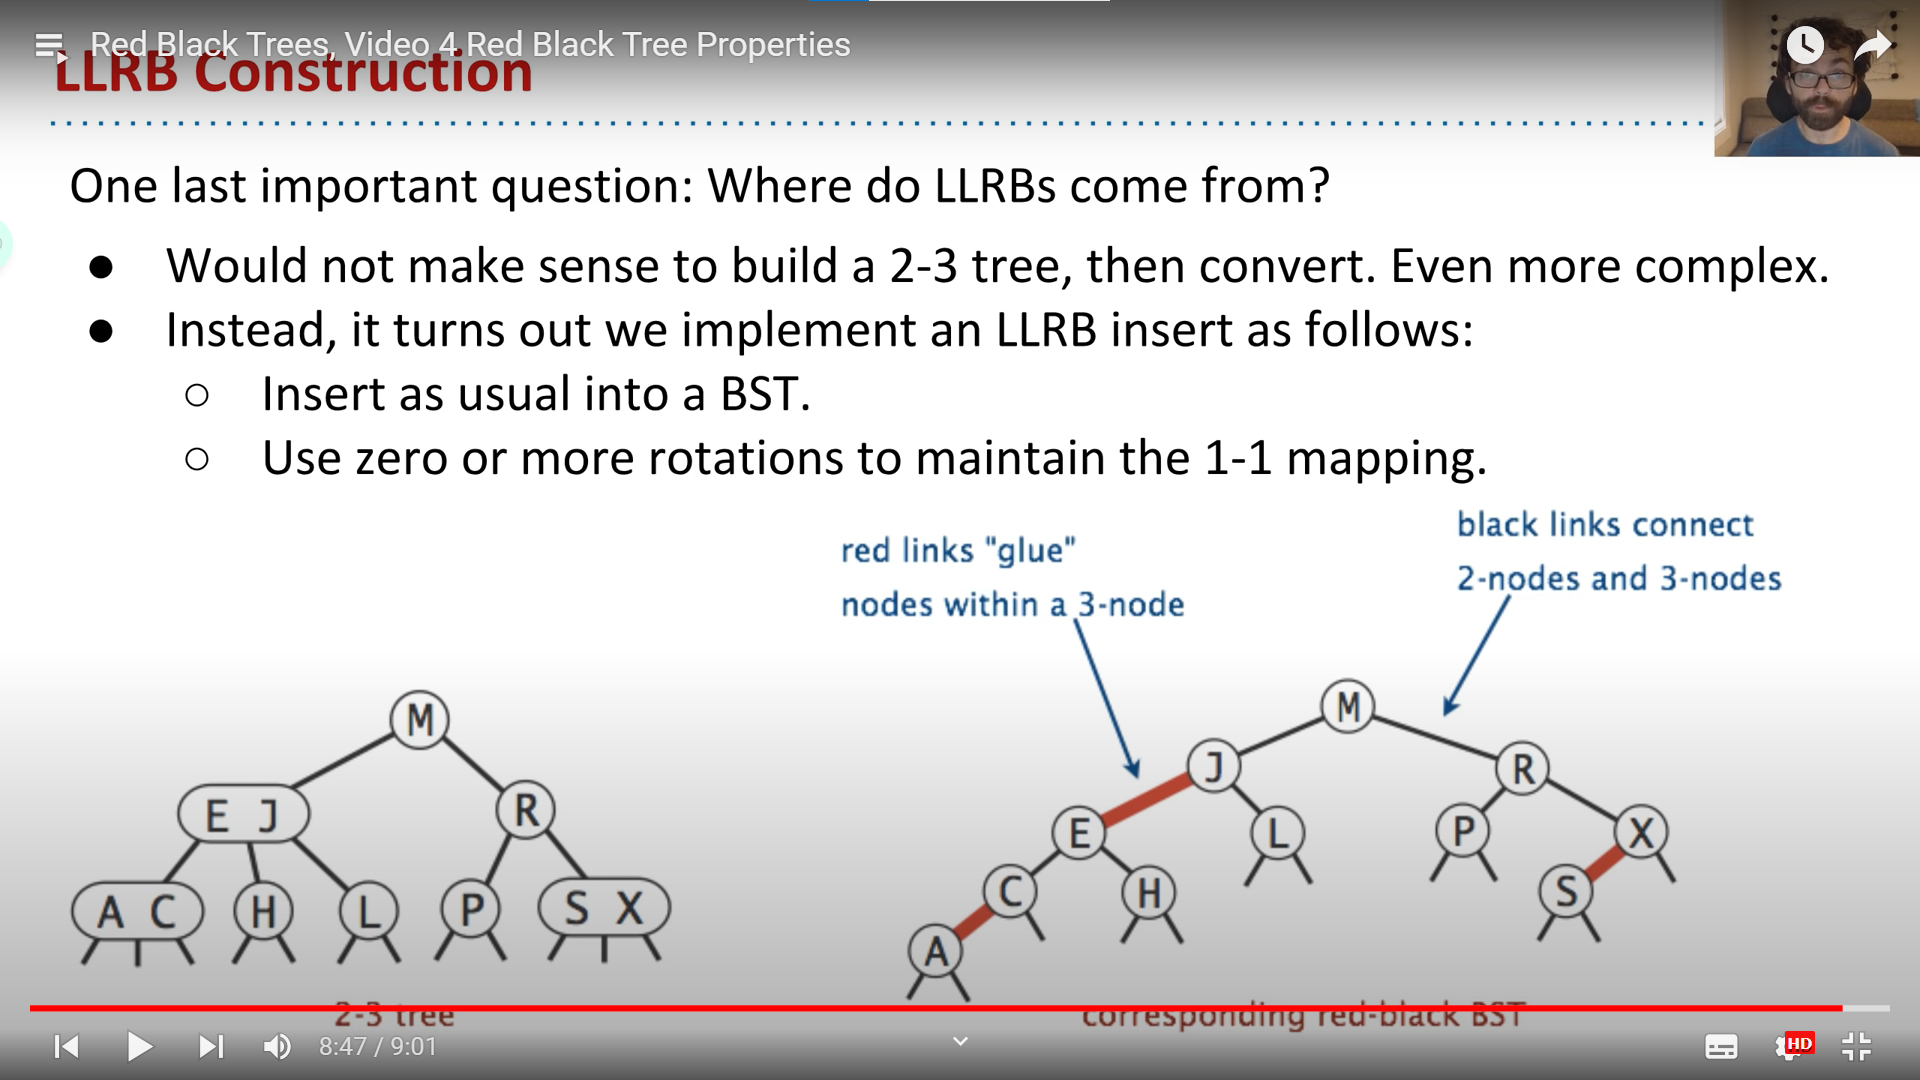 Red Black Trees, Video 4 Red Black Tree Properties
LLRB Construction
One last important question: Where do LLRBs come from?
● Would not make sense to build a 2-3 tree, then convert. Even more complex.
● Instead, it turns out we implement an LLRB insert as follows:
○ Insert as usual into a BST.
○ Use zero or more rotations to maintain the 1-1 mapping.
red links "glue"
nodes within a 3-node
black links connect
2-nodes and 3-nodes
M
E J
R
A C
H
L
P
S X
2-3 tree
M
J
R
E
L
P
X
C
H
S
A
corresponding red-black BST
8:47 / 9:01
HD